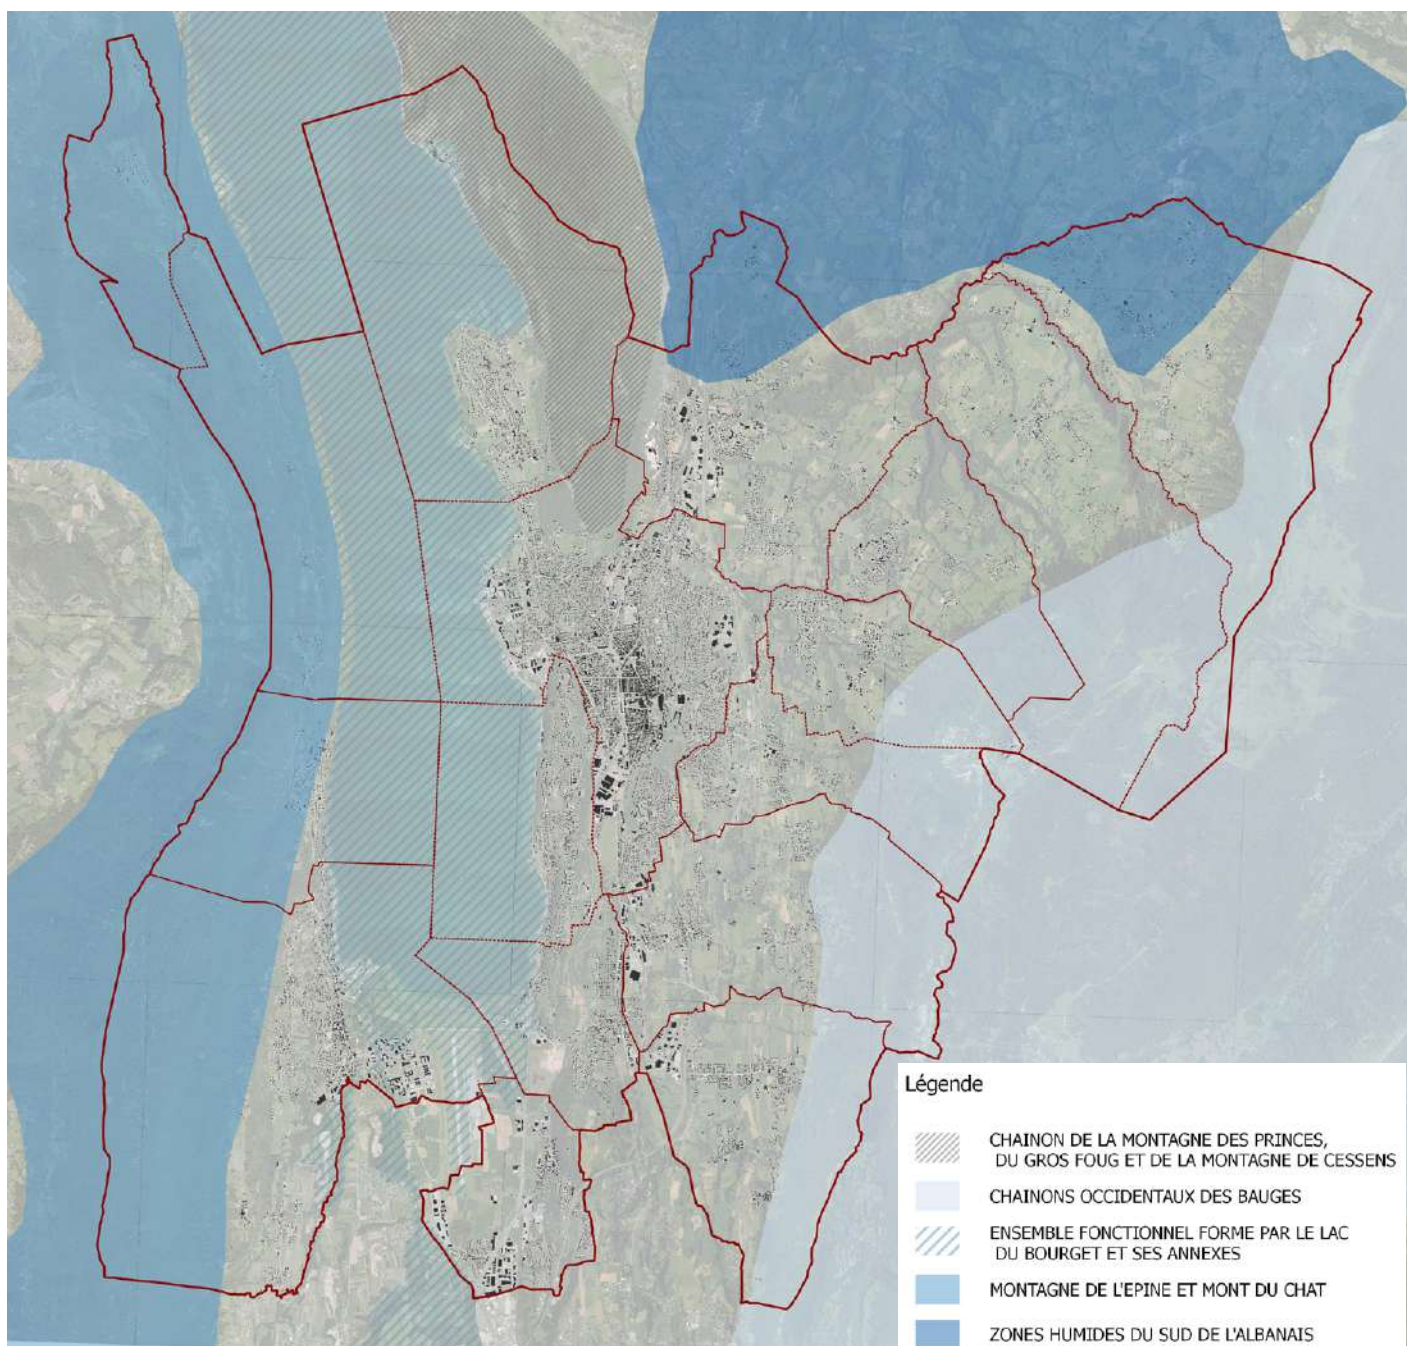 Légende
CHAINON DE LA MONTAGNE DES PRINCES,
DU GROS FOUG ET DE LA MONTAGNE DE CESSENS
CHAINONS OCCIDENTAUX DES BAUGES
ENSEMBLE FONCTIONNEL FORME PAR LE LAC
DU BOURGET ET SES ANNEXES
MONTAGNE DE L'EPINE ET MONT DU CHAT
ZONES HUMIDES DU SUD DE L'ALBANAIS